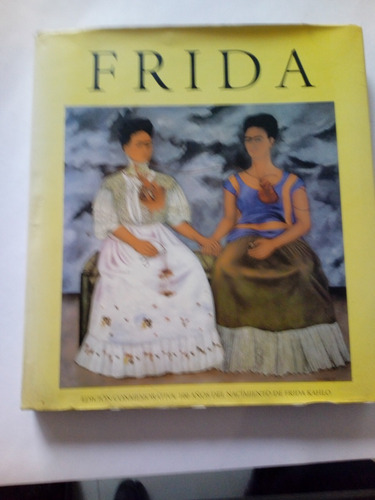 FRIDA
EDICIÓN CONMEMORATIVA 100 AÑOS DEL NACIMIENTO DE FRIDA KAHLO